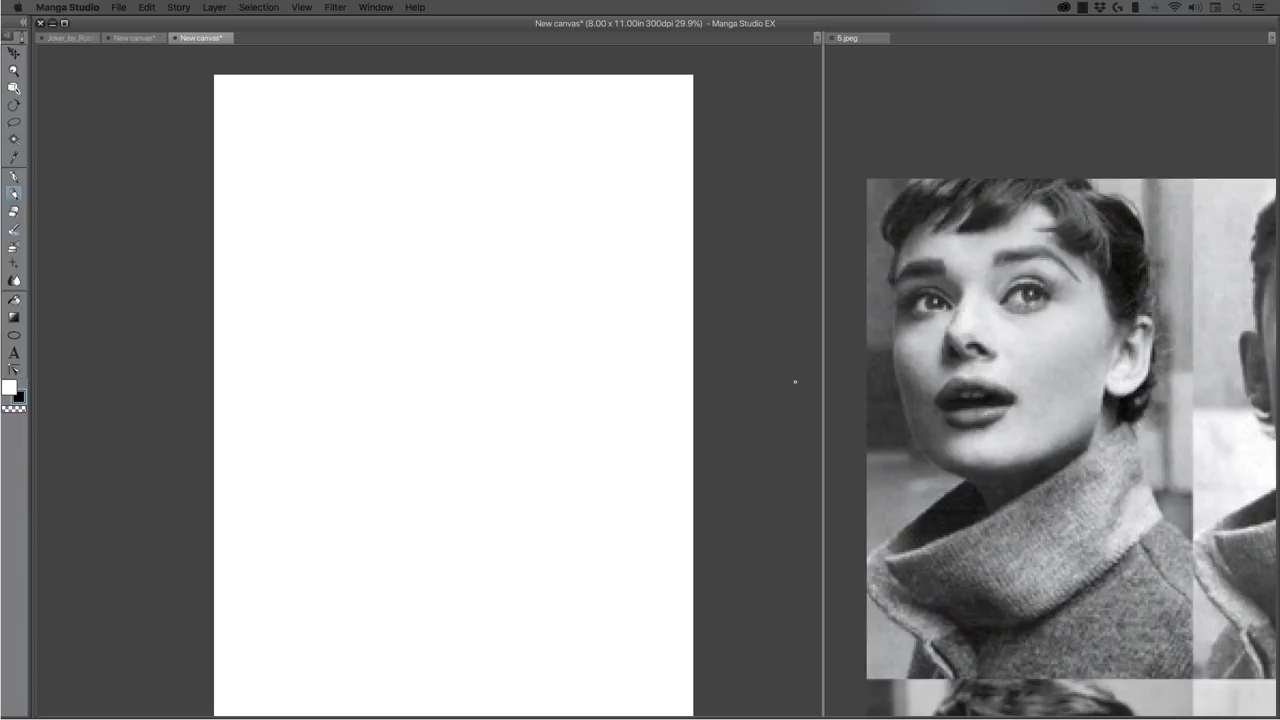 Manga Studio File Edit Story Layer Selection View Filter Window Help
New canvas* (8.00 x 11.00in 300dpi 29.9%) - Manga Studio EX
New canvas* New canvas* 5.jpeg
A